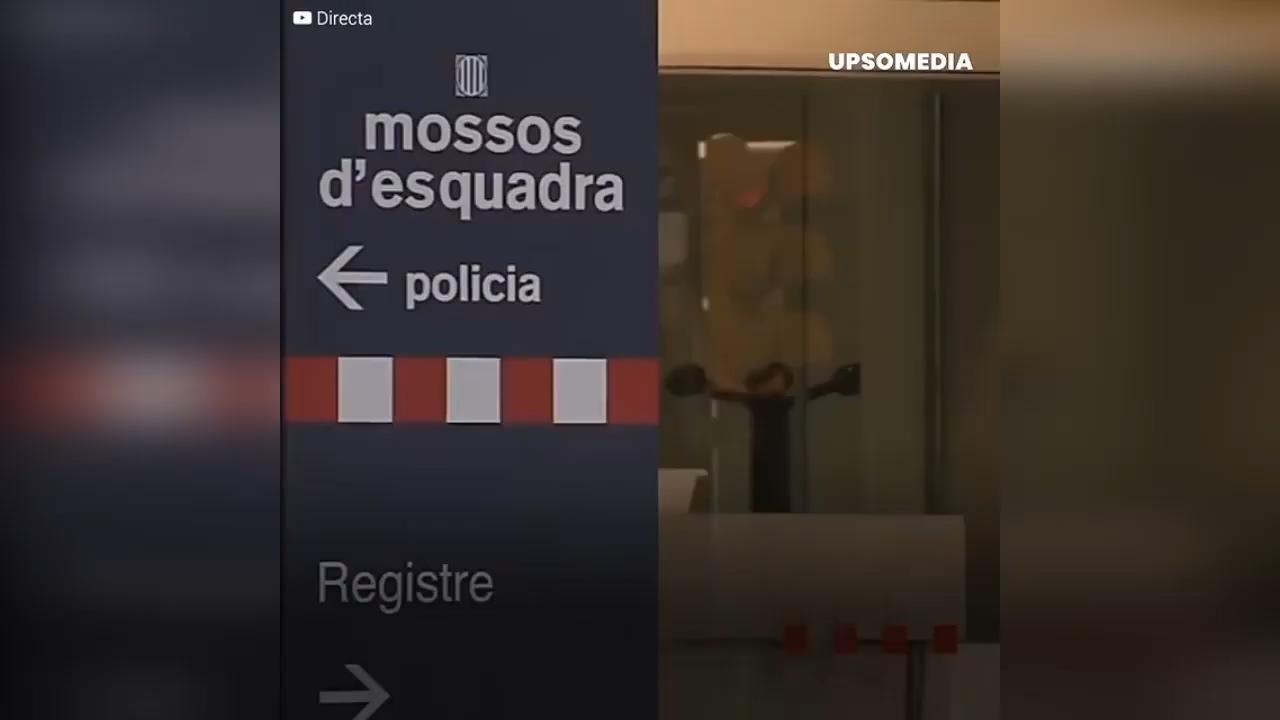 Directa
UPSOMEDIA
mossos
d'esquadra
policia
Registre